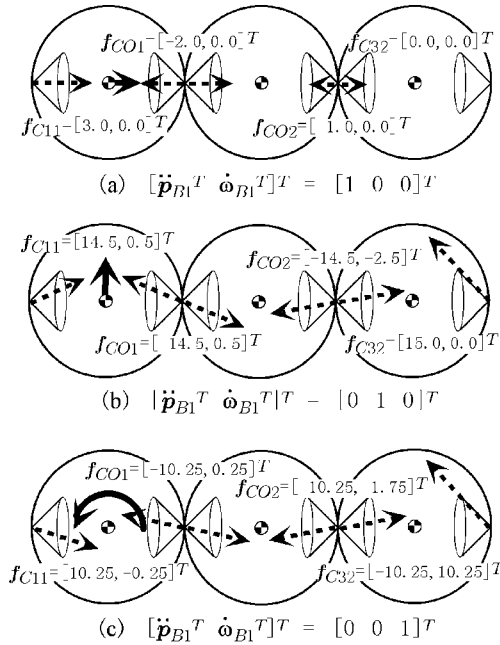 f_CO1=[-2.0, 0.0]^T
f_C32=[0.0, 0.0]^T
f_C11=[3.0, 0.0]^T
f_CO2=[ 1.0, 0.0]^T
(a) [p̈_B1^T ω̇_B1^T]^T = [1 0 0]^T
f_C11=[14.5, 0.5]^T
f_CO2=[-14.5, -2.5]^T
f_CO1=[ 14.5, 0.5]^T
f_C32=[15.0, 0.0]^T
(b) [p̈_B1^T ω̇_B1^T]^T = [0 1 0]^T
f_CO1=[-10.25, 0.25]^T
f_CO2=[ 10.25, 1.75]^T
f_C11=[10.25, -0.25]^T
f_C32=[-10.25, 10.25]^T
(c) [p̈_B1^T ω̇_B1^T]^T = [0 0 1]^T